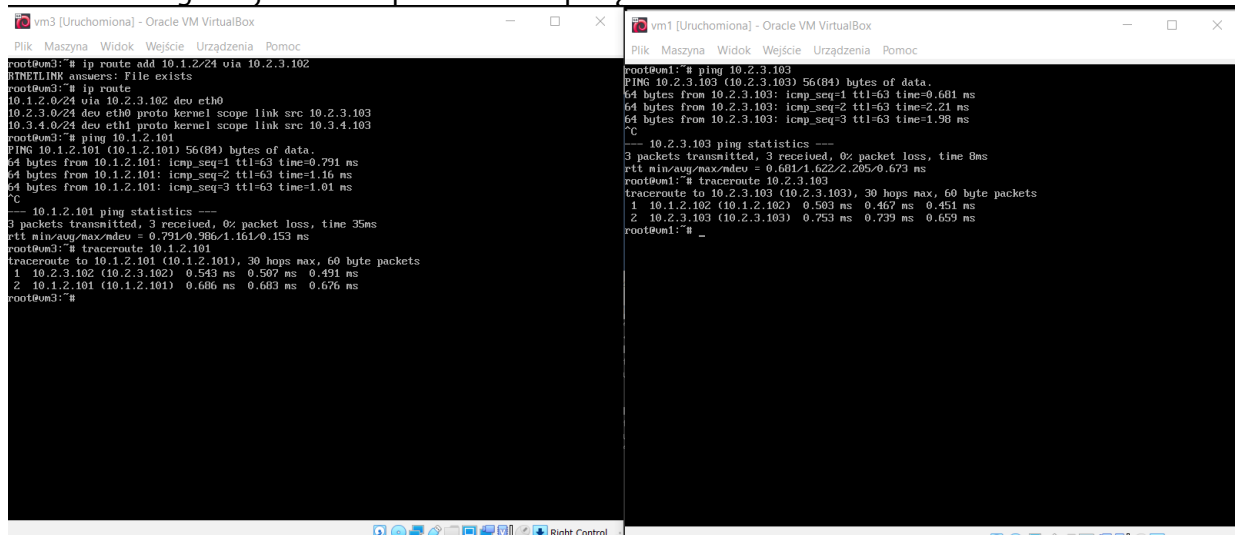 vm3 [Uruchomiona] - Oracle VM VirtualBox
Plik Maszyna Widok Wejście Urządzenia Pomoc
root@vm3:~# ip route add 10.1.2/24 via 10.2.3.102
RTNETLINK answers: File exists
root@vm3:~# ip route
10.1.2.0/24 via 10.2.3.102 dev eth0
10.2.3.0/24 dev eth0 proto kernel scope link src 10.2.3.103
10.3.4.0/24 dev eth1 proto kernel scope link src 10.3.4.103
root@vm3:~# ping 10.1.2.101
PING 10.1.2.101 (10.1.2.101) 56(84) bytes of data.
64 bytes from 10.1.2.101: icmp_seq=1 ttl=63 time=0.791 ms
64 bytes from 10.1.2.101: icmp_seq=2 ttl=63 time=1.16 ms
64 bytes from 10.1.2.101: icmp_seq=3 ttl=63 time=1.01 ms
^C
--- 10.1.2.101 ping statistics ---
3 packets transmitted, 3 received, 0% packet loss, time 35ms
rtt min/avg/max/mdev = 0.791/0.986/1.161/0.153 ms
root@vm3:~# traceroute 10.1.2.101
traceroute to 10.1.2.101 (10.1.2.101), 30 hops max, 60 byte packets
1 10.2.3.102 (10.2.3.102) 0.543 ms 0.507 ms 0.491 ms
2 10.1.2.101 (10.1.2.101) 0.686 ms 0.683 ms 0.676 ms
root@vm3:~#
Right Control
vm1 [Uruchomiona] - Oracle VM VirtualBox
Plik Maszyna Widok Wejście Urządzenia Pomoc
root@vm1:~# ping 10.2.3.103
PING 10.2.3.103 (10.2.3.103) 56(84) bytes of data.
64 bytes from 10.2.3.103: icmp_seq=1 ttl=63 time=0.681 ms
64 bytes from 10.2.3.103: icmp_seq=2 ttl=63 time=2.21 ms
64 bytes from 10.2.3.103: icmp_seq=3 ttl=63 time=1.98 ms
^C
--- 10.2.3.103 ping statistics ---
3 packets transmitted, 3 received, 0% packet loss, time 8ms
rtt min/avg/max/mdev = 0.681/1.622/2.205/0.673 ms
root@vm1:~# traceroute 10.2.3.103
traceroute to 10.2.3.103 (10.2.3.103), 30 hops max, 60 byte packets
1 10.1.2.102 (10.1.2.102) 0.503 ms 0.467 ms 0.451 ms
2 10.2.3.103 (10.2.3.103) 0.753 ms 0.739 ms 0.659 ms
root@vm1:~# _